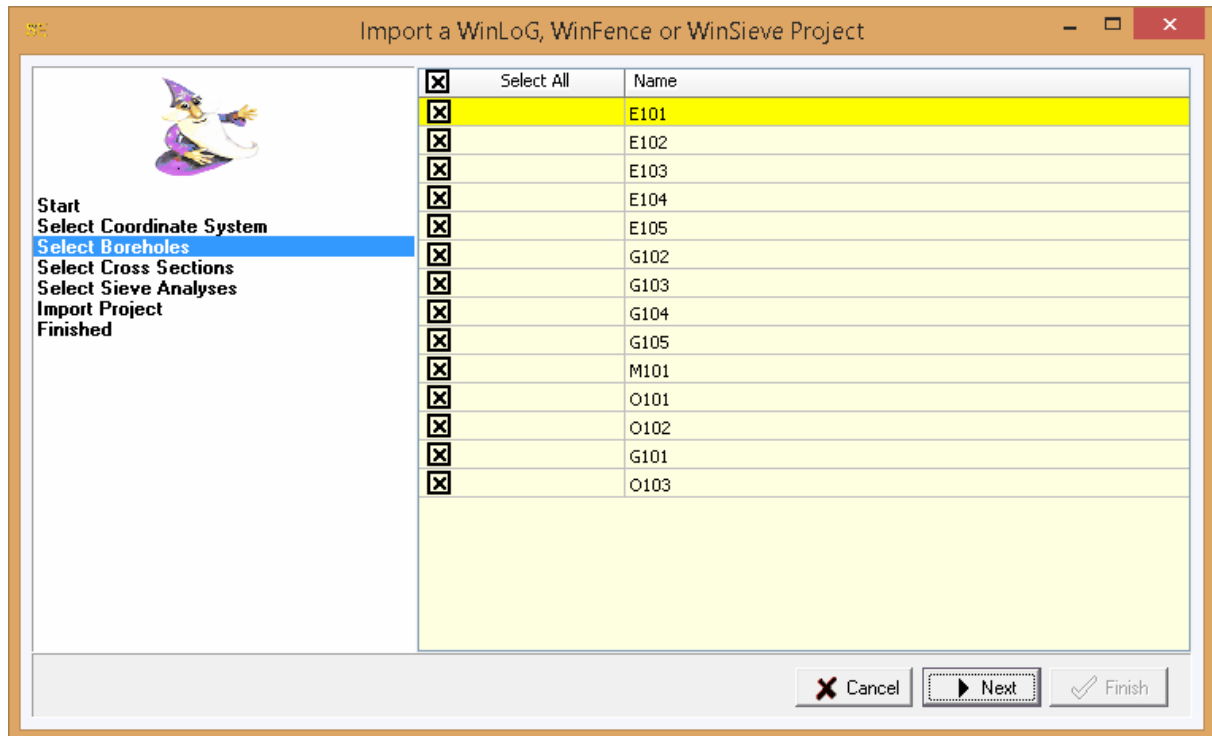 Import a WinLoG, WinFence or WinSieve Project
Start
Select Coordinate System
Select Boreholes
Select Cross Sections
Select Sieve Analyses
Import Project
Finished
Select All Name
E101
E102
E103
E104
E105
G102
G103
G104
G105
M101
O101
O102
G101
O103
Cancel Next Finish